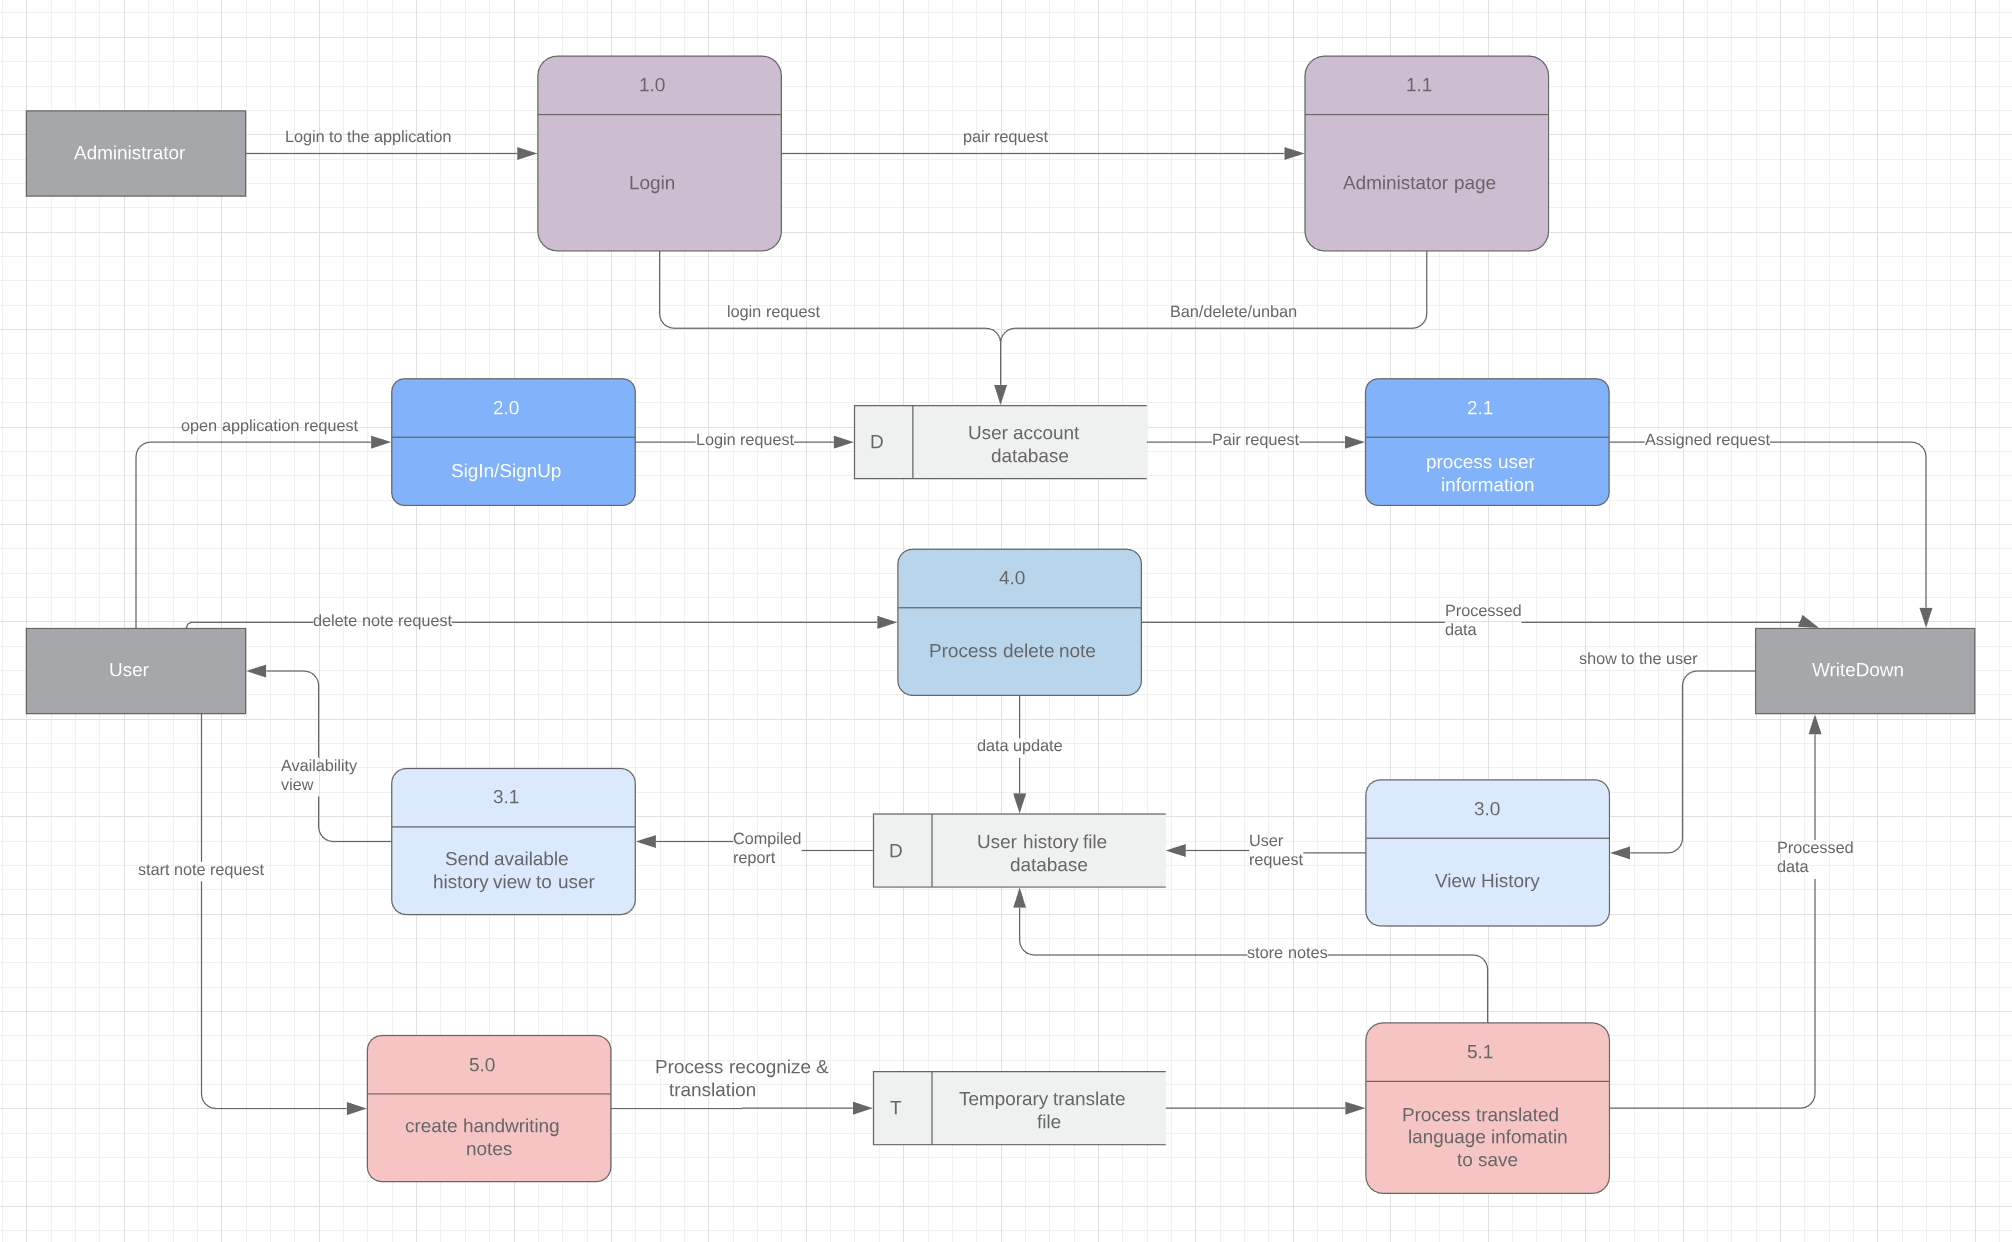 1.0
1.1
Administrator
Login to the application
pair request
Login
Administator page
login request
Ban/delete/unban
2.0
2.1
open application request
Login request
D
User account
database
Pair request
Assigned request
SigIn/SignUp
process user
information
4.0
Processed
data
delete note request
Process delete note
User
show to the user
WriteDown
data update
Availability
view
3.1
3.0
Send available
history view to user
Compiled
report
D
User history file
database
User
request
View History
Processed
data
start note request
store notes
5.0
Process recognize &
translation
5.1
create handwriting
notes
T
Temporary translate
file
Process translated
language infomatin
to save